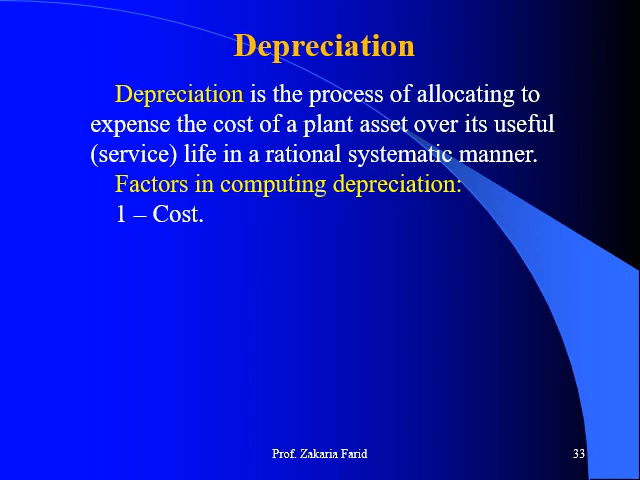 Depreciation
Depreciation is the process of allocating to
expense the cost of a plant asset over its useful
(service) life in a rational systematic manner.
Factors in computing depreciation:
1 – Cost.
Prof. Zakaria Farid
33